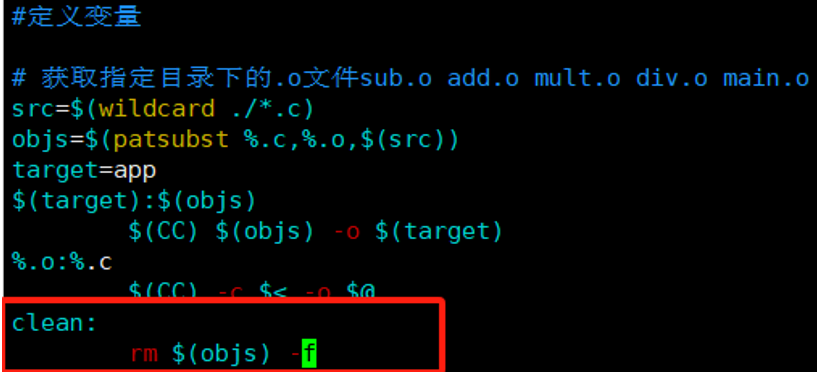 #定义变量
# 获取指定目录下的.o文件sub.o add.o mult.o div.o main.o
src=$(wildcard ./*.c)
objs=$(patsubst %.c,%.o,$(src))
target=app
$(target):$(objs)
$(CC) $(objs) -o $(target)
%.o:%.c
$(CC) -c $< -o $@
clean:
rm $(objs) -f